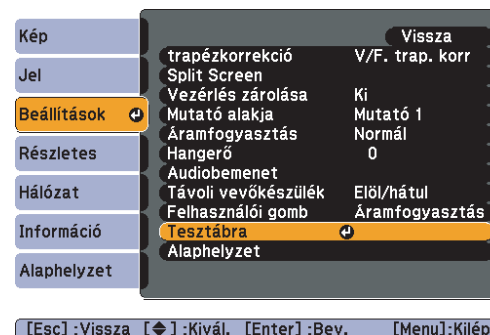 Kép
Jel
Beállítások
Részletes
Hálózat
Információ
Alaphelyzet
Vissza
trapézkorrekció V/F. trap. korr
Split Screen
Vezérlés zárolása Ki
Mutató alakja Mutató 1
Áramfogyasztás Normál
Hangerő 0
Audiobemenet
Távoli vevőkészülék Elöl/hátul
Felhasználói gomb Áramfogyasztás
Tesztábra
Alaphelyzet
[Esc] :Vissza [◆] :Kivál. [Enter] :Bev. [Menu]:Kilép